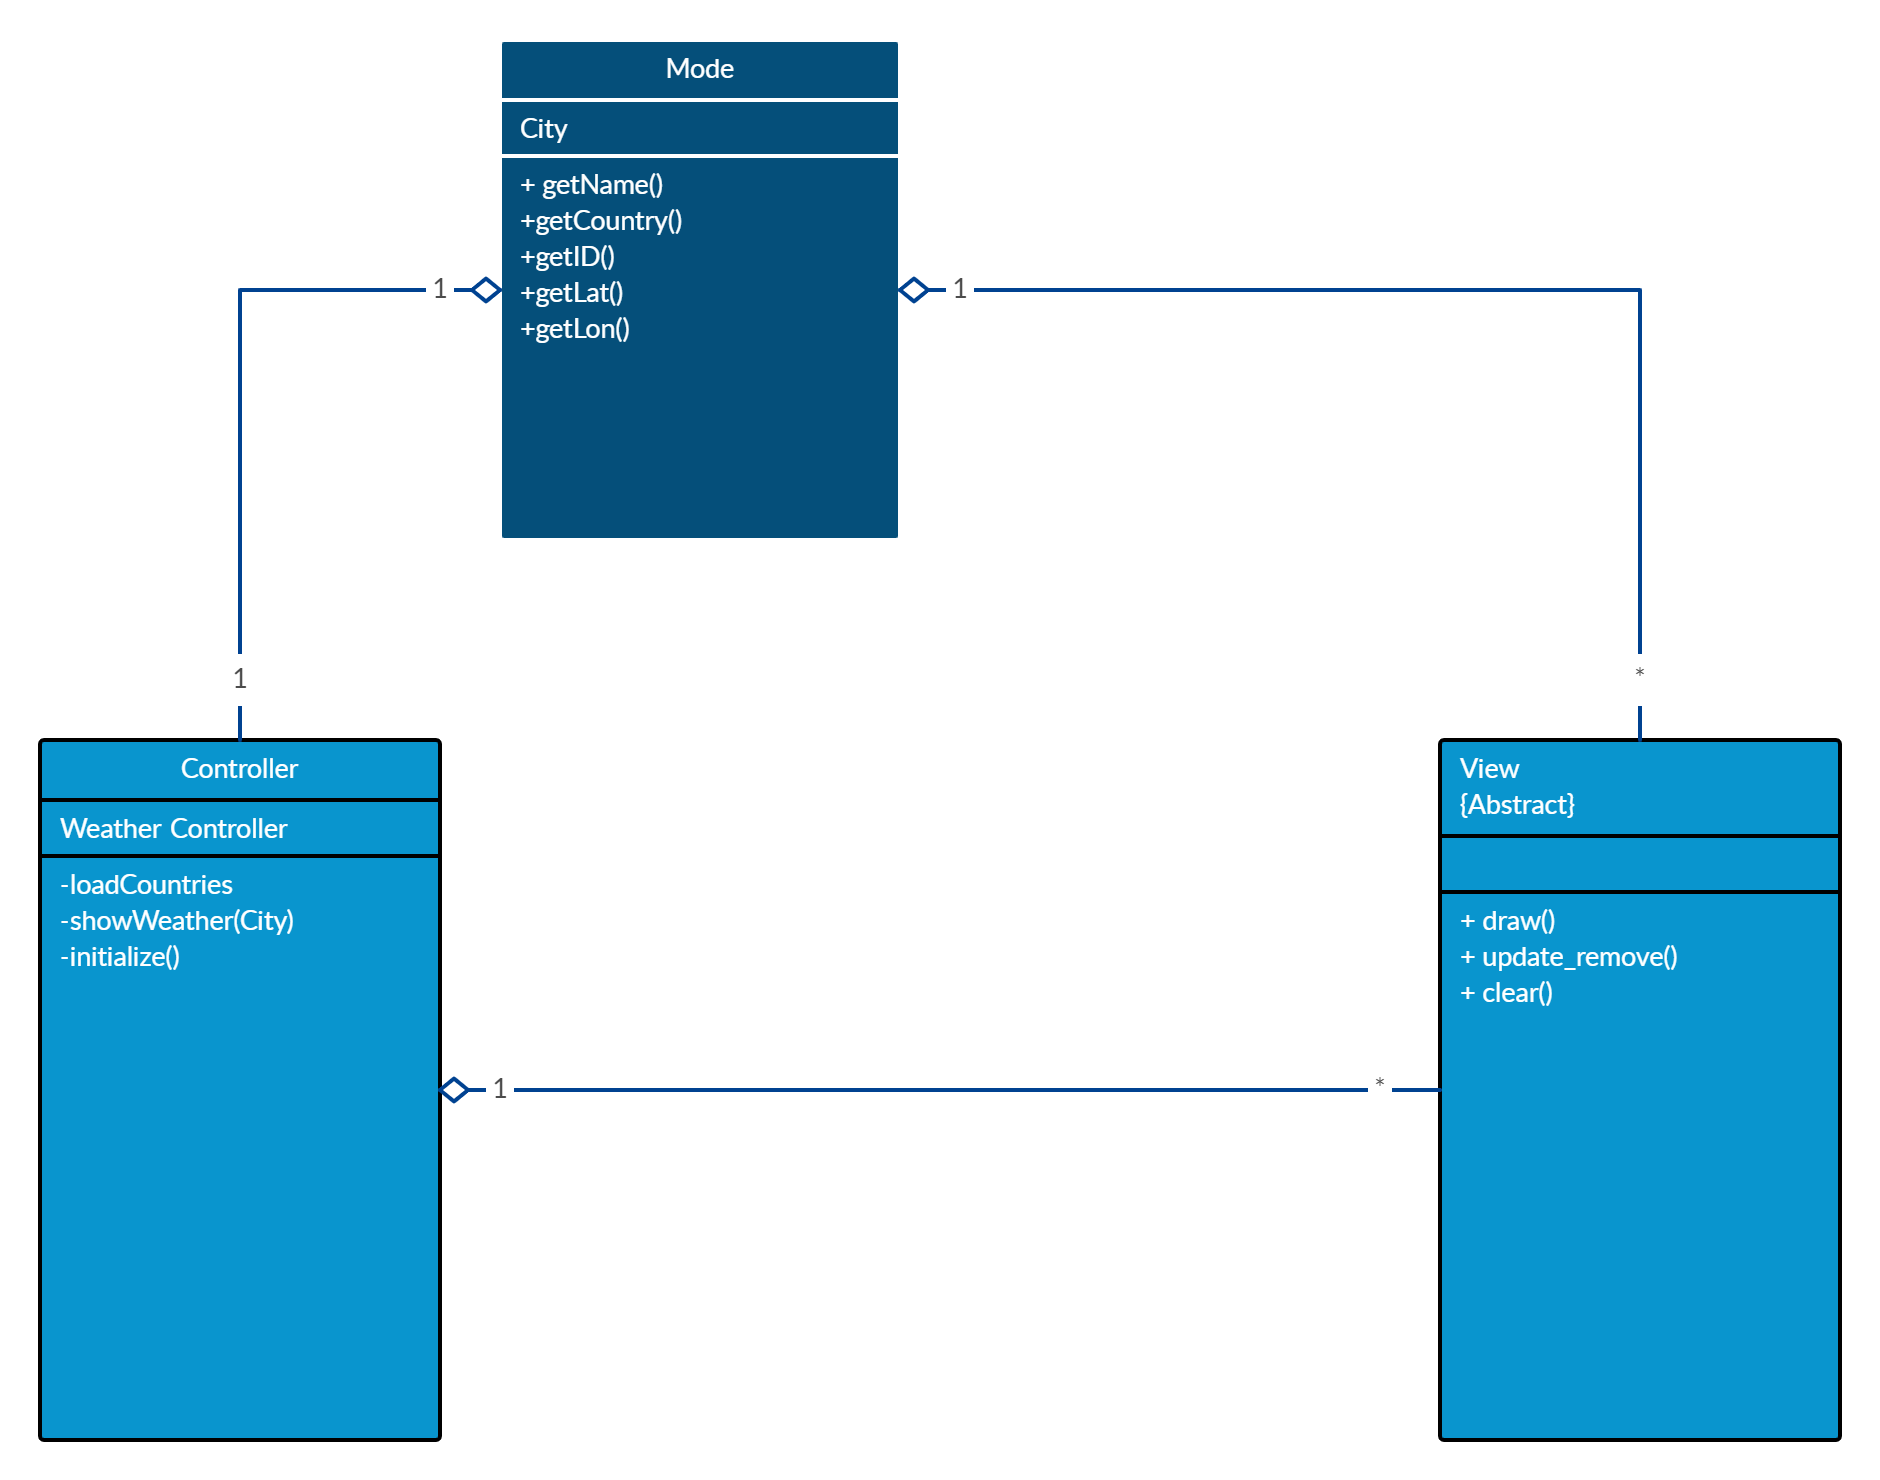 Mode
City
+ getName()
+getCountry()
+getID()
+getLat()
+getLon()
1
1
1
*
Controller
Weather Controller
-loadCountries
-showWeather(City)
-initialize()
View
{Abstract}
+ draw()
+ update_remove()
+ clear()
1
*